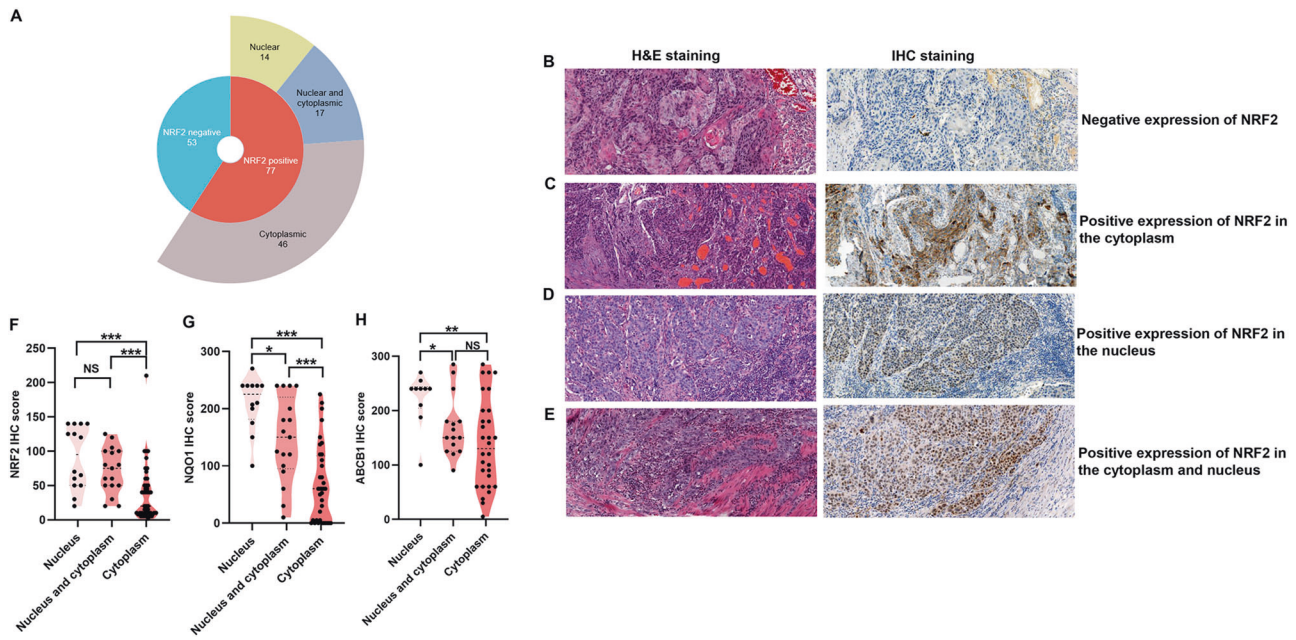 A
Nuclear
14
Nuclear and
cytoplasmic
17
NRF2 negative
53
NRF2 positive
77
Cytoplasmic
46
H&E staining
IHC staining
B
Negative expression of NRF2
C
Positive expression of NRF2 in
the cytoplasm
D
Positive expression of NRF2 in
the nucleus
E
Positive expression of NRF2 in
the cytoplasm and nucleus
F
NRF2 IHC score
250
200
150
100
50
0
***
NS
***
Nucleus
Nucleus and cytoplasm
Cytoplasm
G
NQO1 IHC score
300
200
100
0
***
*
***
Nucleus
Nucleus and cytoplasm
Cytoplasm
H
ABCB1 IHC score
300
200
100
0
**
*
NS
Nucleus
Nucleus and cytoplasm
Cytoplasm